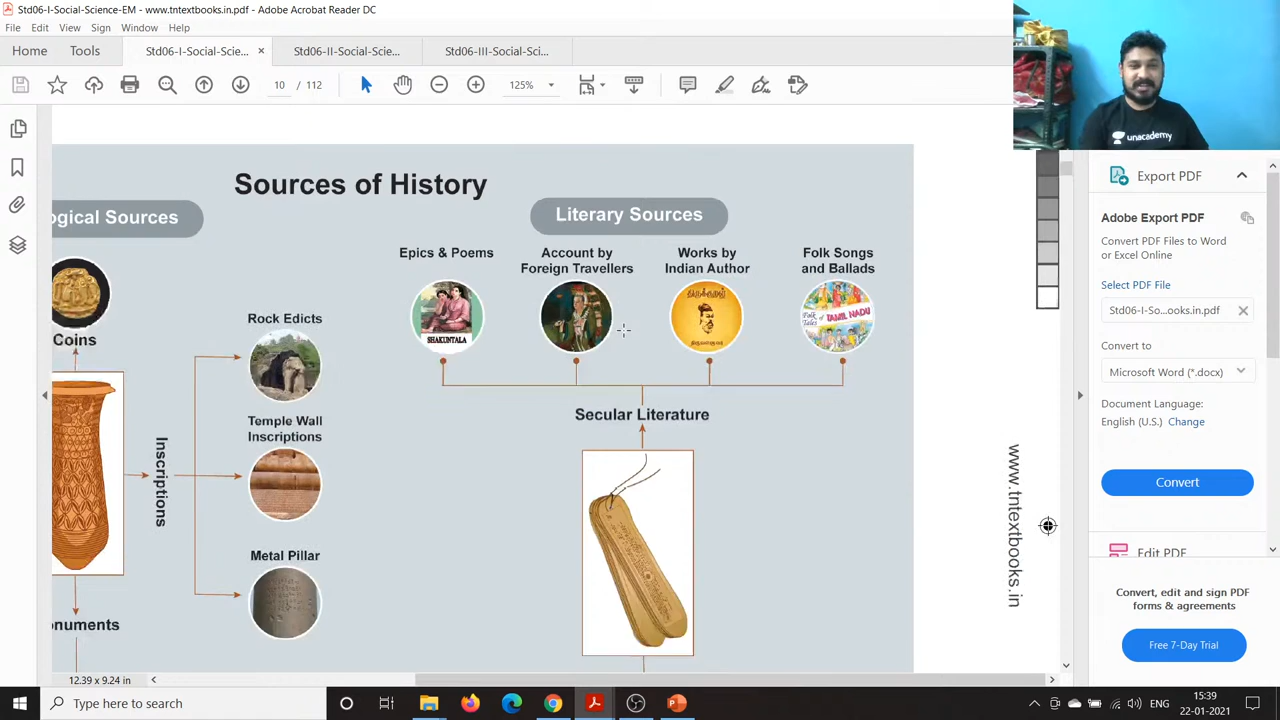 Std06-I-Social-Science-EM - www.tntextbooks.in.pdf - Adobe Acrobat Reader DC
File Edit View Sign Window Help
Home Tools Std06-I-Social-Scie... × Std06-II-Social-Scie... Std06-III-Social-Sci...
10 / 112 125%
unacademy
Sources of History
ogical Sources
Literary Sources
Epics & Poems
Account by
Foreign Travellers
Works by
Indian Author
Folk Songs
and Ballads
SHAKUNTALA
திருக்குறள்
Folk
Tales of TAMIL NADU
Coins
Rock Edicts
Secular Literature
Temple Wall
Inscriptions
Inscriptions
Metal Pillar
onuments
www.tntextbooks.in
12.39 x 9.24 in
Export PDF
Adobe Export PDF
Convert PDF Files to Word
or Excel Online
Select PDF File
Std06-I-So...ooks.in.pdf
Convert to
Microsoft Word (*.docx)
Document Language:
English (U.S.) Change
Convert
Edit PDF
Convert, edit and sign PDF
forms & agreements
Free 7-Day Trial
Type here to search
ENG
15:39
22-01-2021